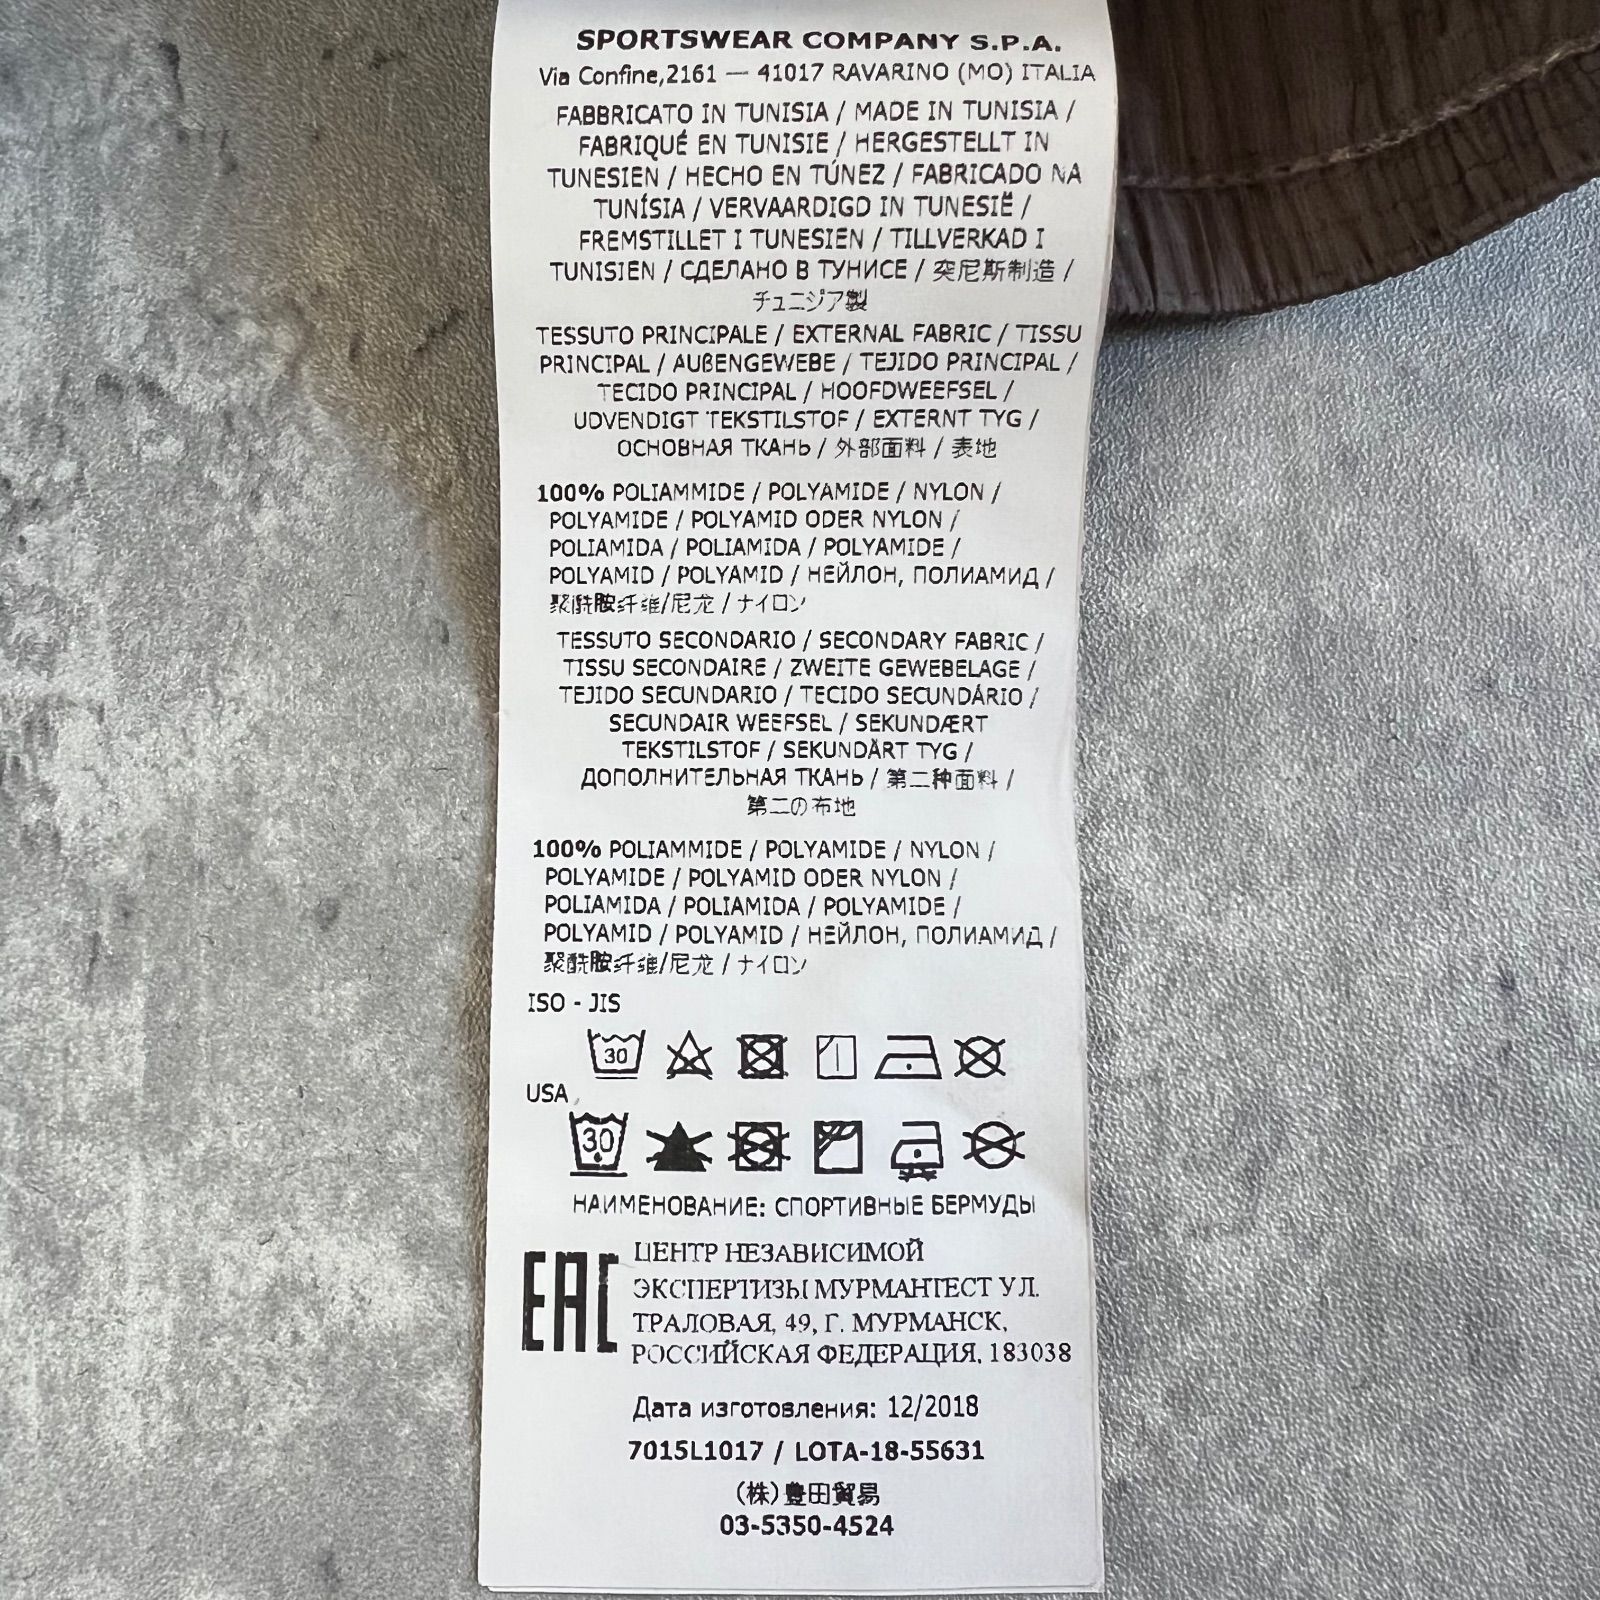 SPORTSWEAR COMPANY S.P.A.
Via Confine,2161 — 41017 RAVARINO (MO) ITALIA
FABBRICATO IN TUNISIA / MADE IN TUNISIA /
FABRIQUÉ EN TUNISIE / HERGESTELLT IN
TUNESIEN / HECHO EN TÚNEZ / FABRICADO NA
TUNÍSIA / VERVAARDIGD IN TUNESIË /
FREMSTILLET I TUNESIEN / TILLVERKAD I
TUNISIEN / СДЕЛАНО В ТУНИСЕ / 突尼斯制造 /
チュニジア製
TESSUTO PRINCIPALE / EXTERNAL FABRIC / TISSU
PRINCIPAL / AUßENGEWEBE / TEJIDO PRINCIPAL /
TECIDO PRINCIPAL / HOOFDWEEFSEL /
UDVENDIGT TEKSTILSTOF / EXTERNT TYG /
ОСНОВНАЯ ТКАНЬ / 外部面料 / 表地
100% POLIAMMIDE / POLYAMIDE / NYLON /
POLYAMIDE / POLYAMID ODER NYLON /
POLIAMIDA / POLIAMIDA / POLYAMIDE /
POLYAMID / POLYAMID / НЕЙЛОН, ПОЛИАМИД /
聚酰胺纤维/尼龙 / ナイロン
TESSUTO SECONDARIO / SECONDARY FABRIC /
TISSU SECONDAIRE / ZWEITE GEWEBELAGE /
TEJIDO SECUNDARIO / TECIDO SECUNDÁRIO /
SECUNDAIR WEEFSEL / SEKUNDÆRT
TEKSTILSTOF / SEKUNDÄRT TYG /
ДОПОЛНИТЕЛЬНАЯ ТКАНЬ / 第二种面料 /
第二の布地
100% POLIAMMIDE / POLYAMIDE / NYLON /
POLYAMIDE / POLYAMID ODER NYLON /
POLIAMIDA / POLIAMIDA / POLYAMIDE /
POLYAMID / POLYAMID / НЕЙЛОН, ПОЛИАМИД /
聚酰胺纤维/尼龙 / ナイロン
ISO - JIS
30
USA
30
НАИМЕНОВАНИЕ: СПОРТИВНЫЕ БЕРМУДЫ
EAC
ЦЕНТР НЕЗАВИСИМОЙ
ЭКСПЕРТИЗЫ МУРМАНТЕСТ УЛ.
ТРАЛОВАЯ, 49, Г. МУРМАНСК,
РОССИЙСКАЯ ФЕДЕРАЦИЯ, 183038
Дата изготовления: 12/2018
7015L1017 / LOTA-18-55631
(株)豊田貿易
03-5350-4524